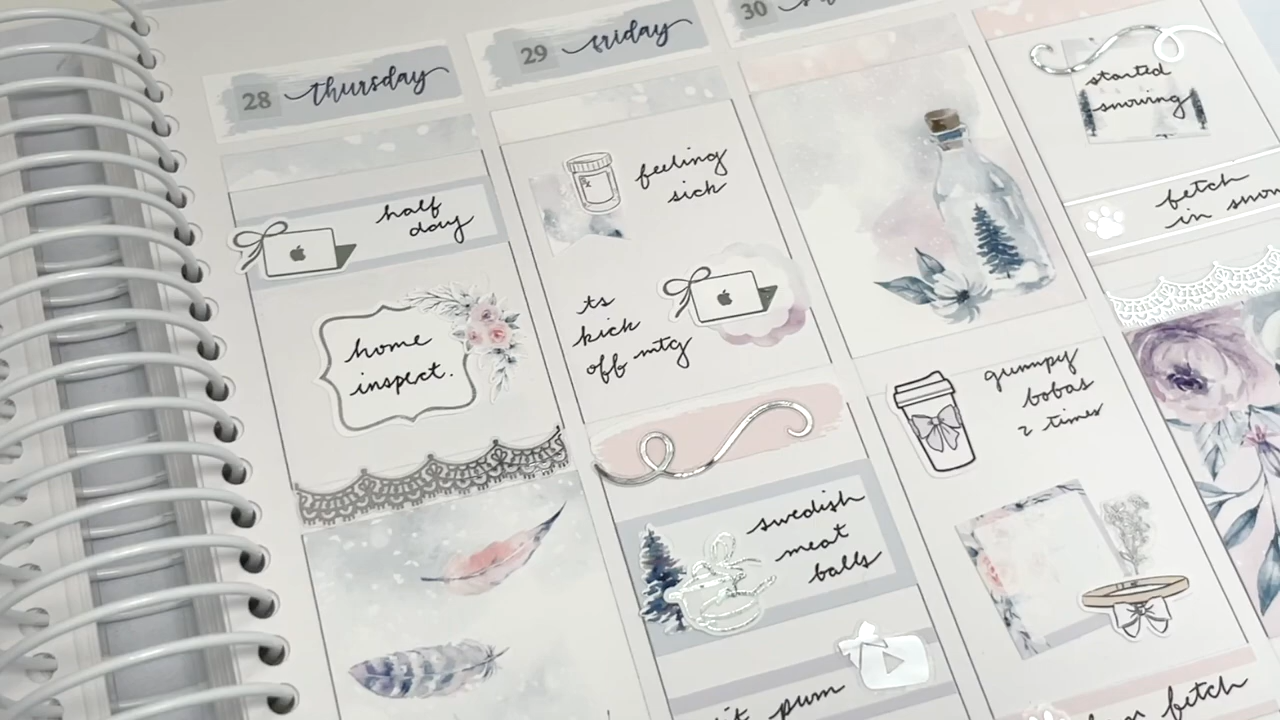 28 thursday
half
day
home
inspect.
29 friday
feeling
sick
ts
kick
off mtg
swedish
meat
balls
30
grumpy
bobas
2 times
started
snowing
fetch
in snow
fetch